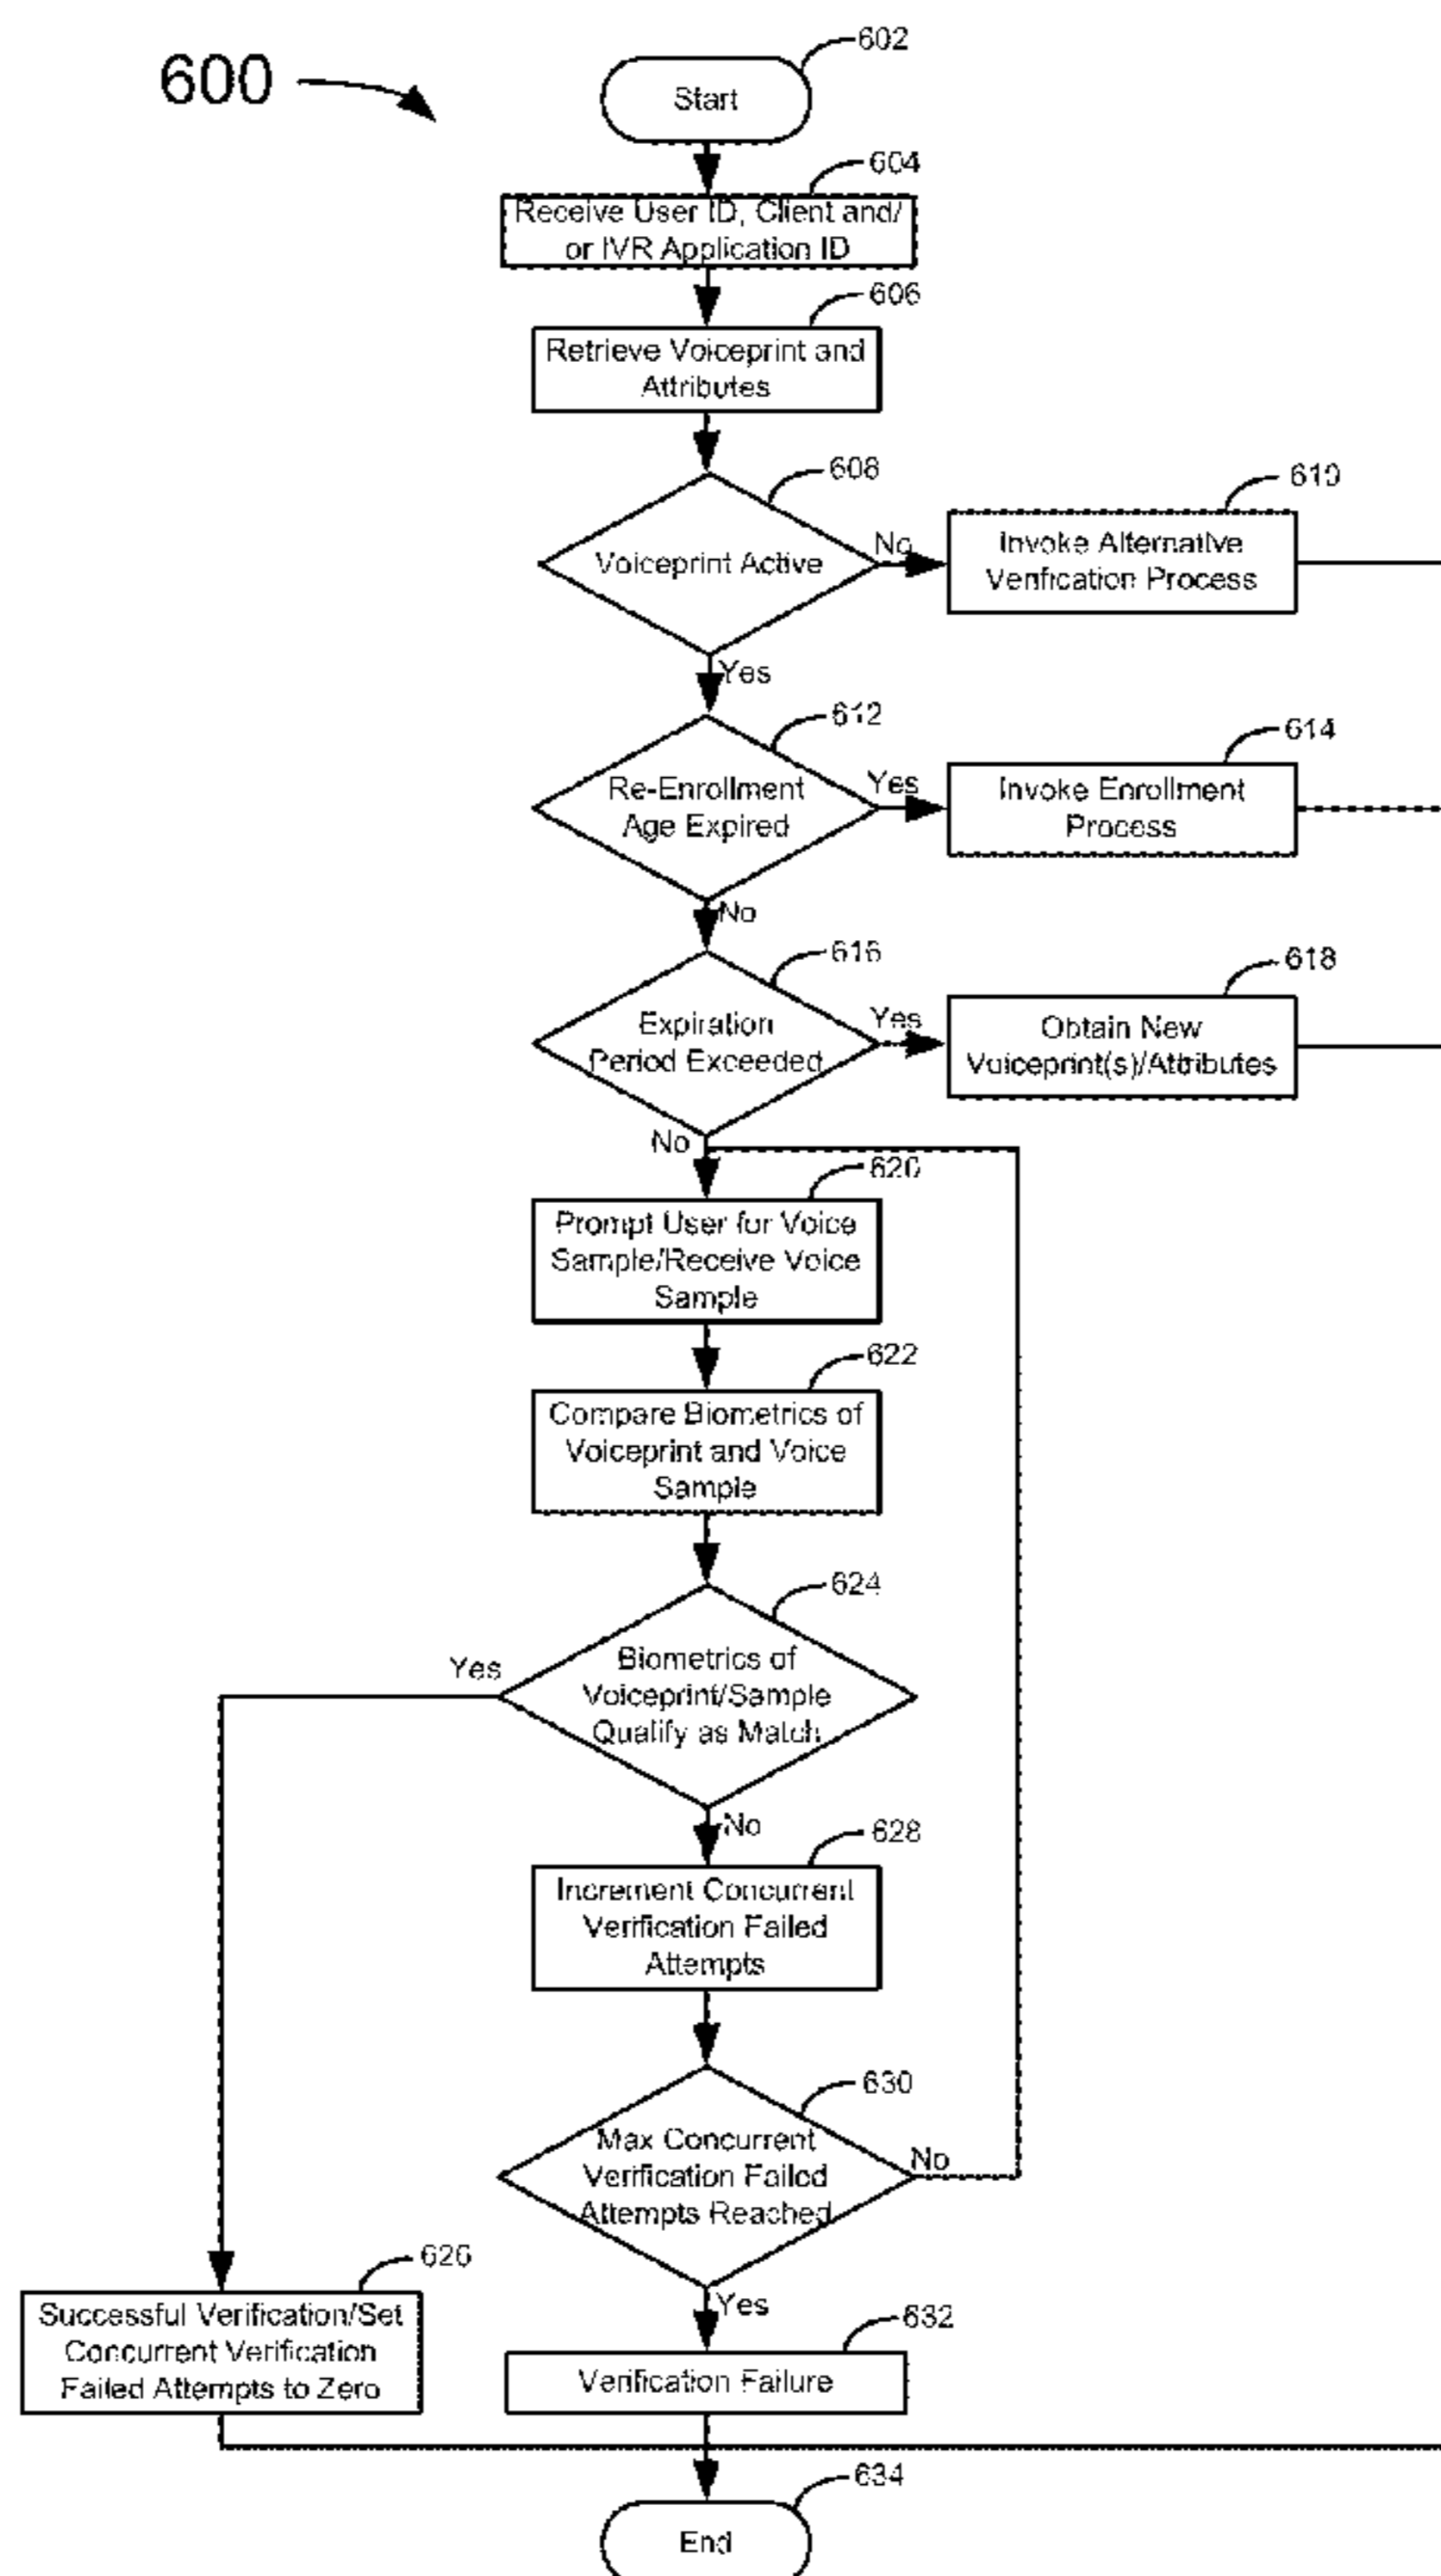 600
602
Start
604
Receive User ID, Client and/
or IVR Application ID
606
Retrieve Voiceprint and
Attributes
608
Voiceprint Active
No
610
Invoke Alternative
Verification Process
Yes
612
Re-Enrollment
Age Expired
Yes
614
Invoke Enrollment
Process
No
616
Expiration
Period Exceeded
Yes
618
Obtain New
Voiceprint(s)/Attributes
No
620
Prompt User for Voice
Sample/Receive Voice
Sample
622
Compare Biometrics of
Voiceprint and Voice
Sample
624
Biometrics of
Voiceprint/Sample
Qualify as Match
Yes
No
628
Increment Concurrent
Verification Failed
Attempts
630
Max Concurrent
Verification Failed
Attempts Reached
No
626
Successful Verification/Set
Concurrent Verification
Failed Attempts to Zero
Yes
632
Verification Failure
634
End